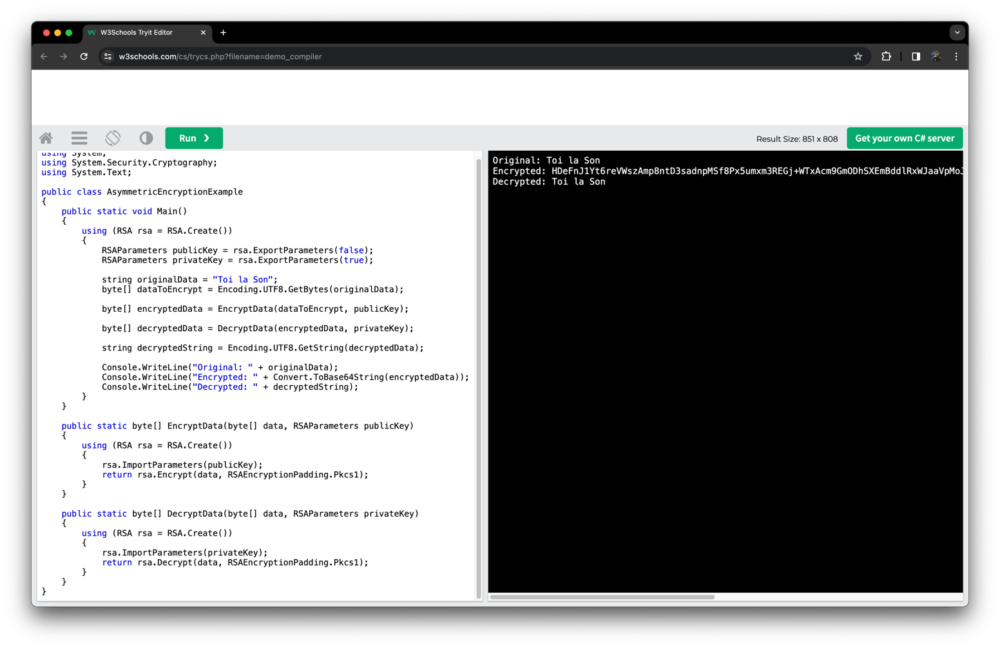 W3Schools Tryit Editor
w3schools.com/cs/trycs.php?filename=demo_compiler
Run ❯
Result Size: 851 x 808
Get your own C# server
using System;
using System.Security.Cryptography;
using System.Text;
public class AsymmetricEncryptionExample
{
    public static void Main()
    {
        using (RSA rsa = RSA.Create())
        {
            RSAParameters publicKey = rsa.ExportParameters(false);
            RSAParameters privateKey = rsa.ExportParameters(true);
            string originalData = "Toi la Son";
            byte[] dataToEncrypt = Encoding.UTF8.GetBytes(originalData);
            byte[] encryptedData = EncryptData(dataToEncrypt, publicKey);
            byte[] decryptedData = DecryptData(encryptedData, privateKey);
            string decryptedString = Encoding.UTF8.GetString(decryptedData);
            Console.WriteLine("Original: " + originalData);
            Console.WriteLine("Encrypted: " + Convert.ToBase64String(encryptedData));
            Console.WriteLine("Decrypted: " + decryptedString);
        }
    }
    public static byte[] EncryptData(byte[] data, RSAParameters publicKey)
    {
        using (RSA rsa = RSA.Create())
        {
            rsa.ImportParameters(publicKey);
            return rsa.Encrypt(data, RSAEncryptionPadding.Pkcs1);
        }
    }
    public static byte[] DecryptData(byte[] data, RSAParameters privateKey)
    {
        using (RSA rsa = RSA.Create())
        {
            rsa.ImportParameters(privateKey);
            return rsa.Decrypt(data, RSAEncryptionPadding.Pkcs1);
        }
    }
}
Original: Toi la Son
Encrypted: HDeFnJ1Yt6reVWszAmp8ntD3sadnpMSf8Px5umxm3REGj+WTxAcm9GmODhSXEmBddlRxWJaaVpMoJ
Decrypted: Toi la Son